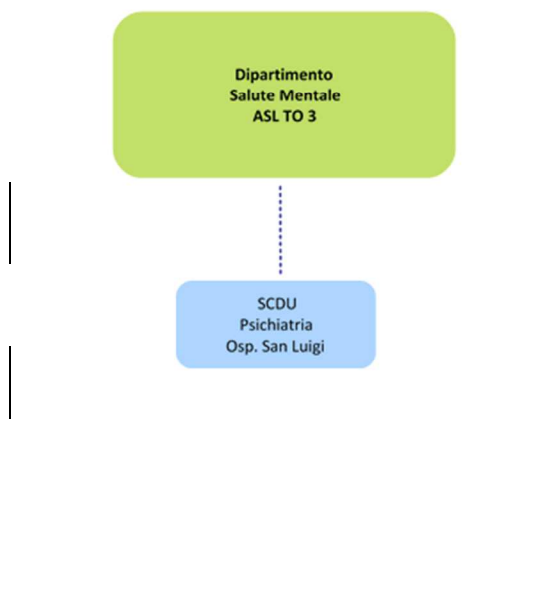 Dipartimento
Salute Mentale
ASL TO 3
SCDU
Psichiatria
Osp. San Luigi